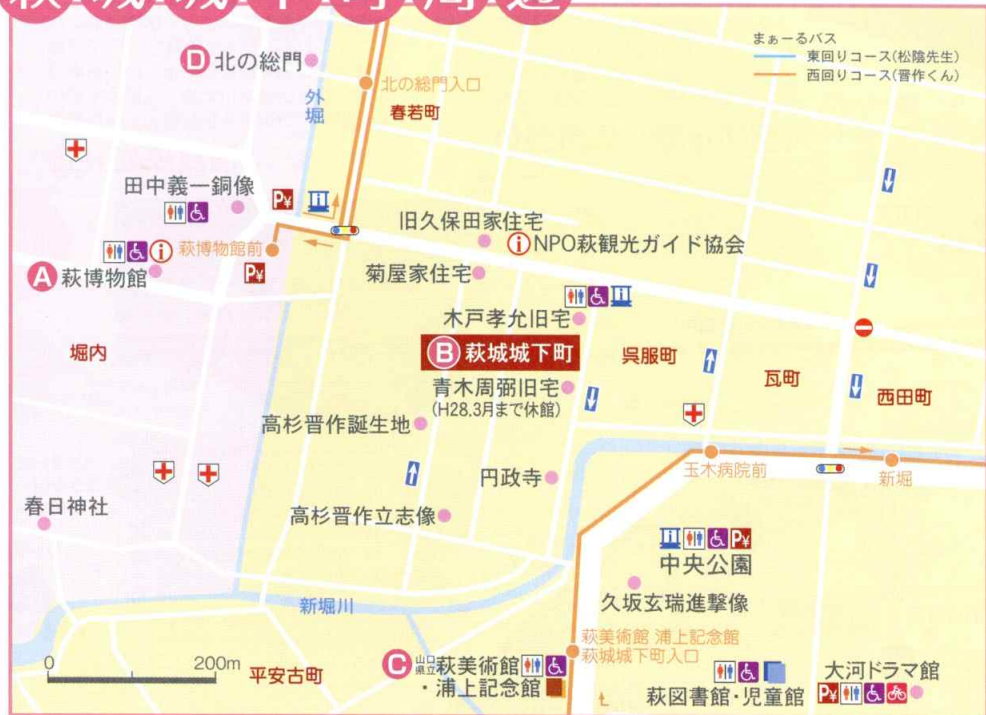 萩城城下町周辺
まぁーるバス
東回りコース(松陰先生)
西回りコース(晋作くん)
D 北の総門
外堀
北の総門入口
春若町
田中義一銅像
P¥
旧久保田家住宅
NPO萩観光ガイド協会
萩博物館前
A 萩博物館
P¥
菊屋家住宅
木戸孝允旧宅
堀内
B 萩城城下町
呉服町
瓦町
西田町
青木周弼旧宅
(H28.3月まで休館)
高杉晋作誕生地
円政寺
玉木病院前
新堀
春日神社
高杉晋作立志像
P¥
中央公園
久坂玄瑞進撃像
新堀川
0 200m
平安古町
C 山口県立 萩美術館
・浦上記念館
萩美術館 浦上記念館
萩城城下町入口
萩図書館・児童館
大河ドラマ館
P¥